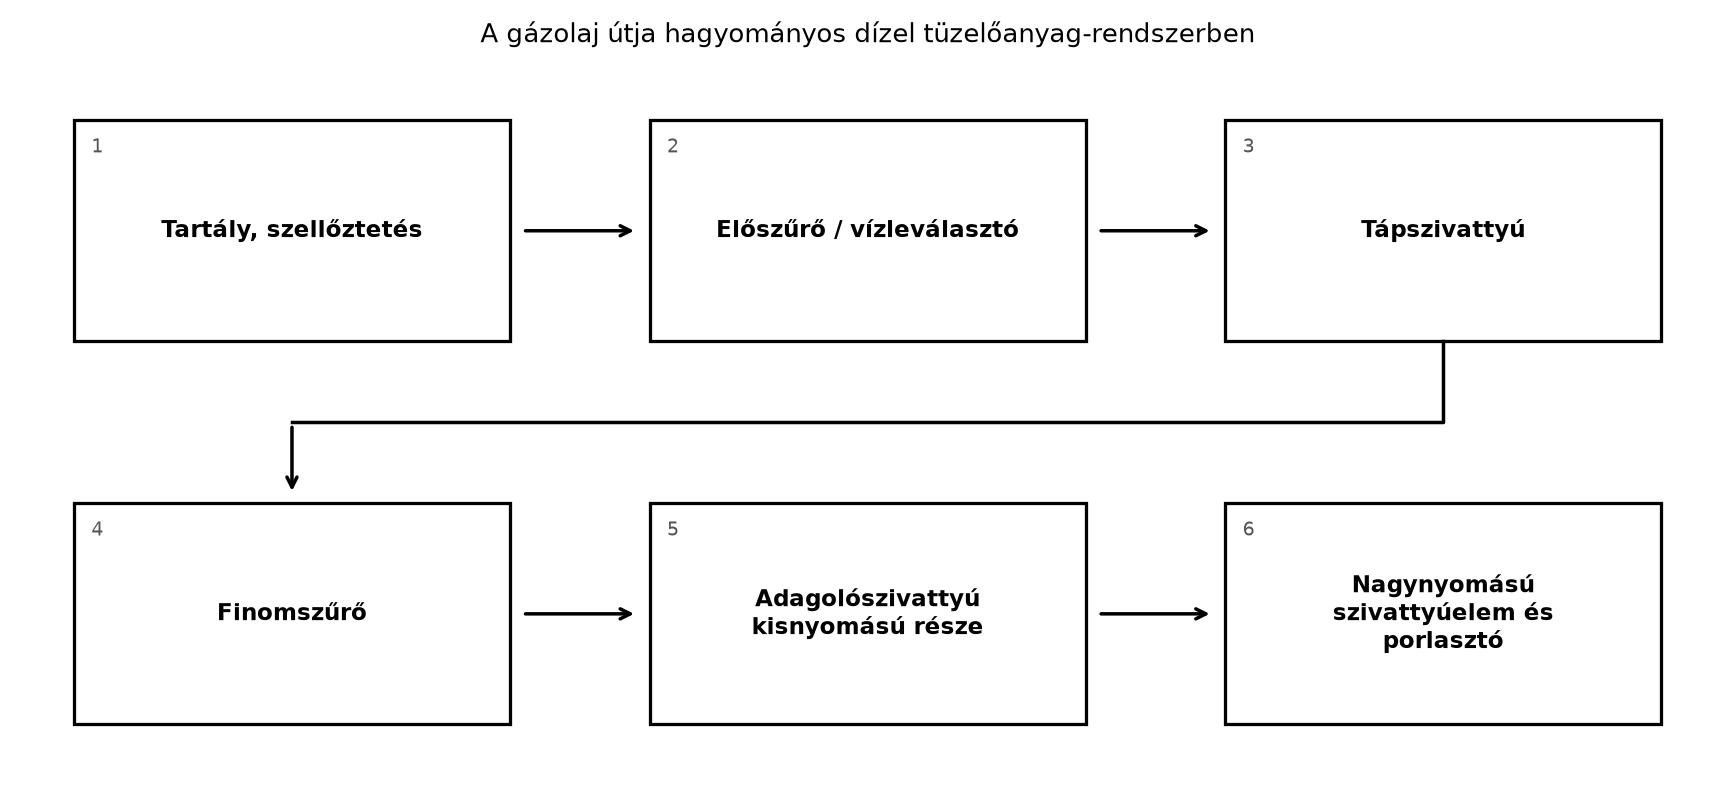 A gázolaj útja hagyományos dízel tüzelőanyag-rendszerben
1
Tartály, szellőztetés
2
Előszűrő / vízleválasztó
3
Tápszivattyú
4
Finomszűrő
5
Adagolószivattyú
kisnyomású része
6
Nagynyomású
szivattyúelem és
porlasztó